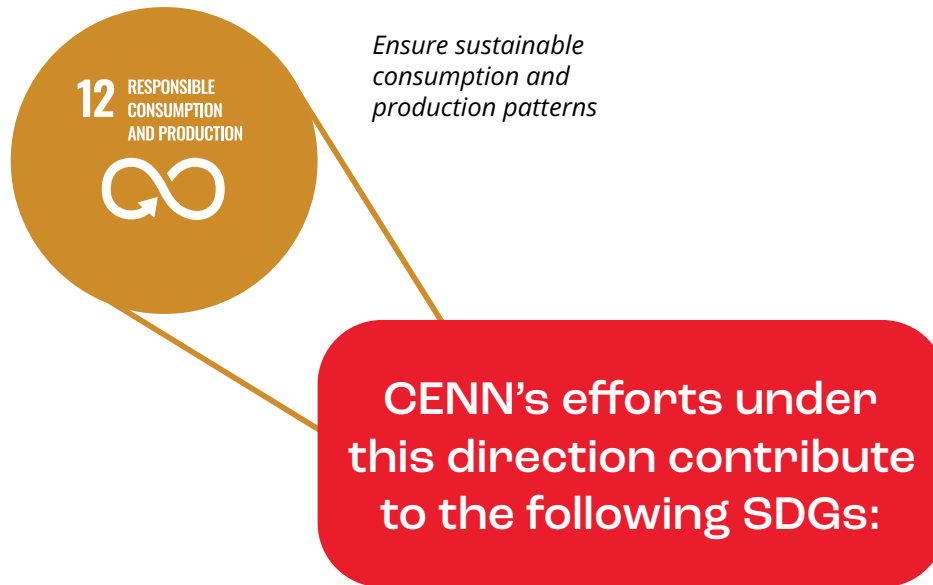 12 RESPONSIBLE
CONSUMPTION
AND PRODUCTION
Ensure sustainable
consumption and
production patterns
CENN’s efforts under
this direction contribute
to the following SDGs: